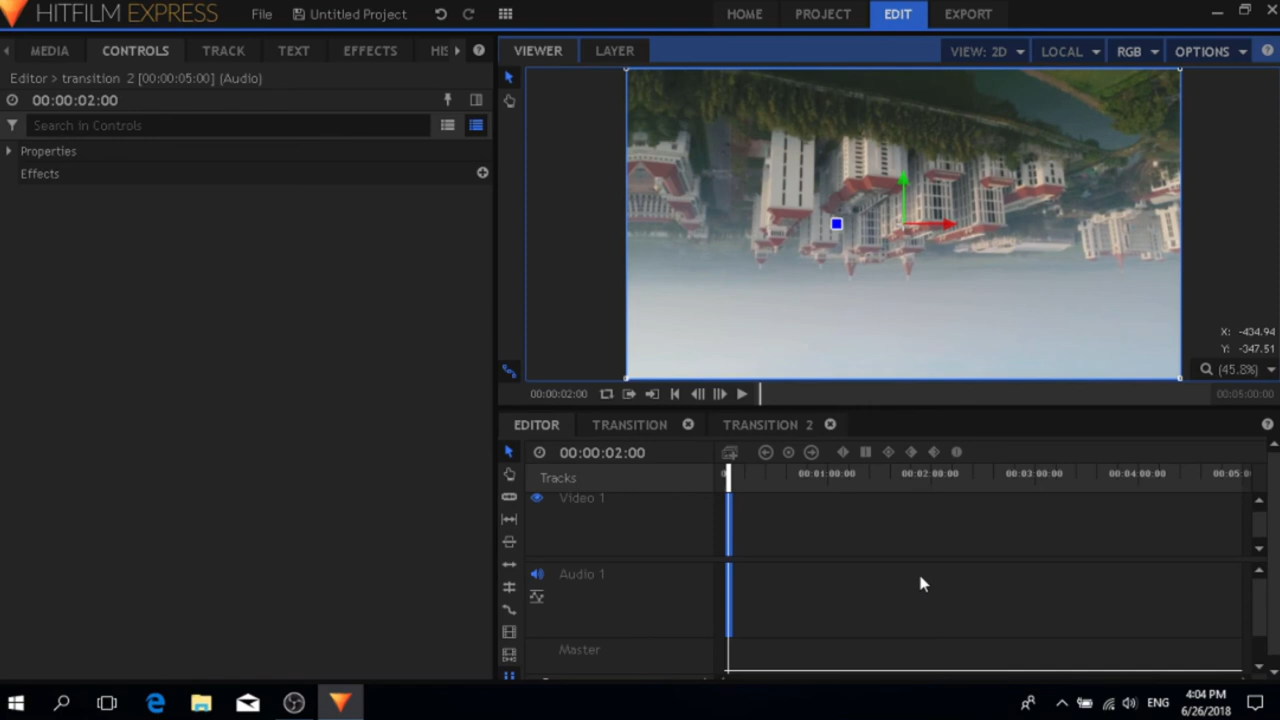 HITFILM EXPRESS
File
Untitled Project
HOME
PROJECT
EDIT
EXPORT
MEDIA
CONTROLS
TRACK
TEXT
EFFECTS
HIS
VIEWER
LAYER
VIEW: 2D
LOCAL
RGB
OPTIONS
Editor > transition 2 [00:00:05:00] (Audio)
00:00:02:00
Search in Controls
Properties
Effects
X: -434.94
Y: -347.51
(45.8%)
00:00:02:00
00:05:00:00
EDITOR
TRANSITION
TRANSITION 2
00:00:02:00
Tracks
00:01:00:00
00:02:00:00
00:03:00:00
00:04:00:00
00:05:0
Video 1
Audio 1
Master
ENG
4:04 PM
6/26/2018